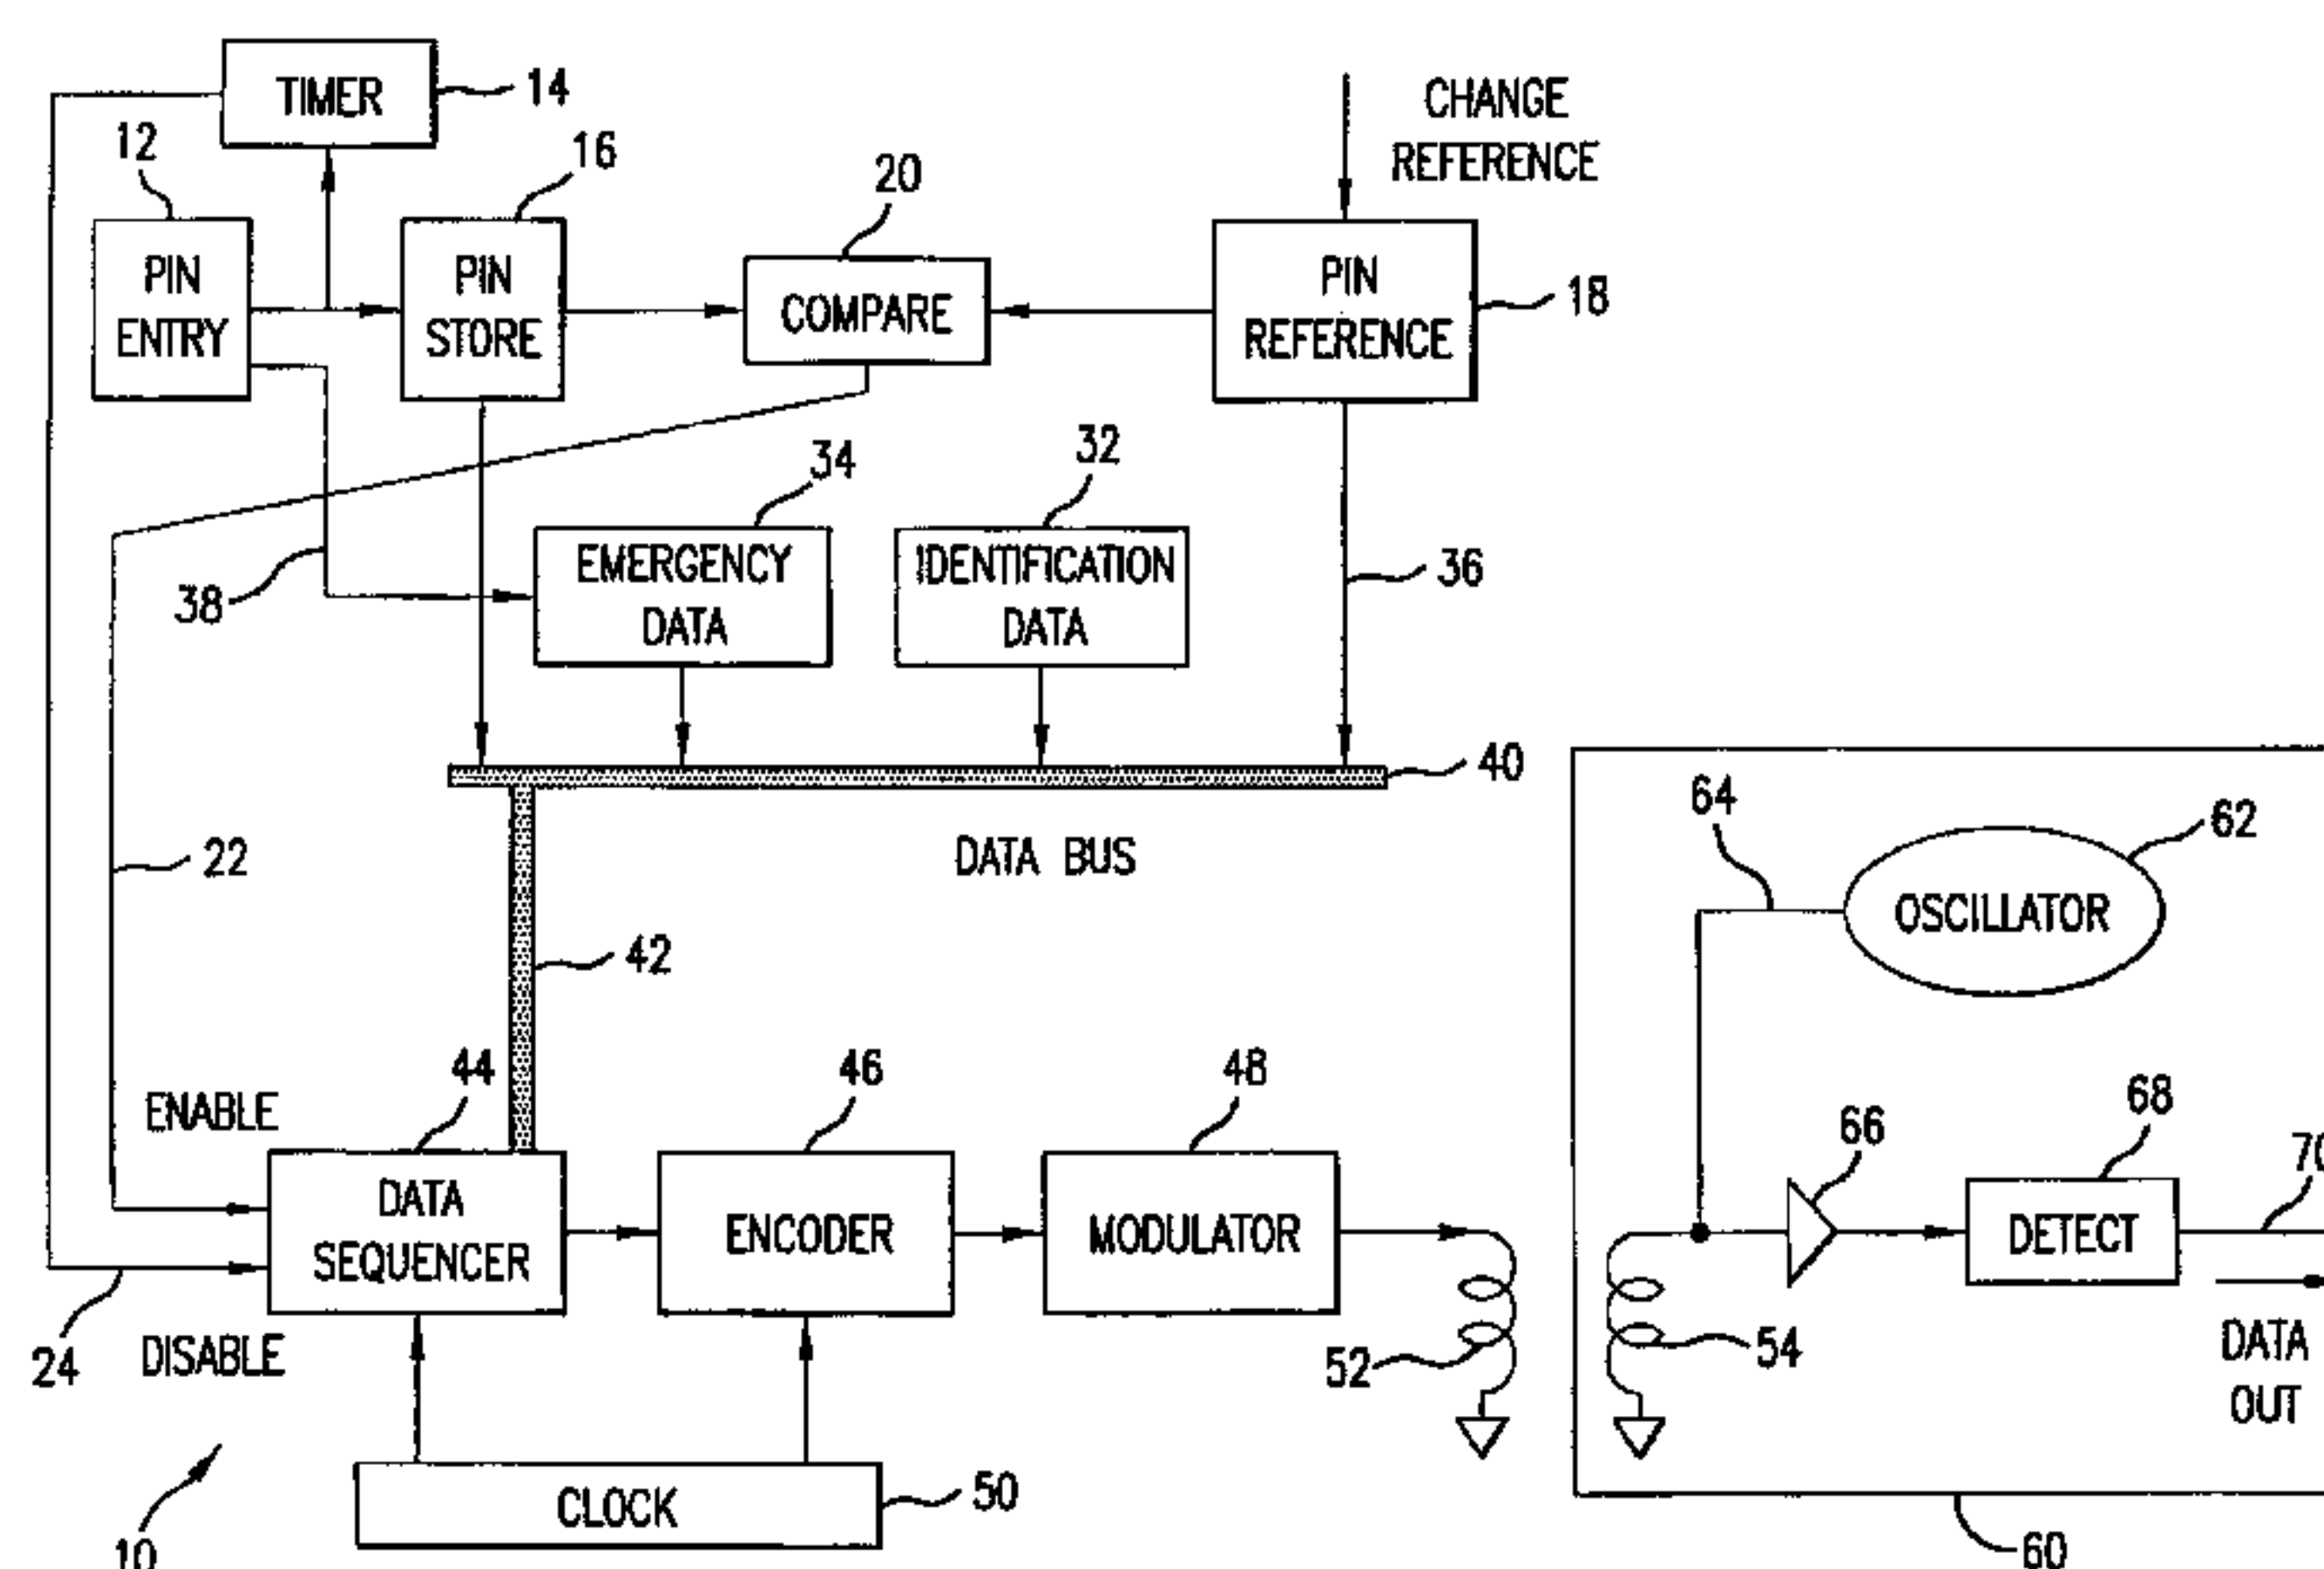 TIMER
14
CHANGE
REFERENCE
12
16
20
PIN
ENTRY
PIN
STORE
COMPARE
PIN
REFERENCE
18
34
32
EMERGENCY
DATA
IDENTIFICATION
DATA
36
38
40
DATA BUS
22
42
64
62
OSCILLATOR
ENABLE
44
46
48
66
68
70
DATA
SEQUENCER
ENCODER
MODULATOR
DETECT
24
DISABLE
52
54
DATA
OUT
CLOCK
50
10
60